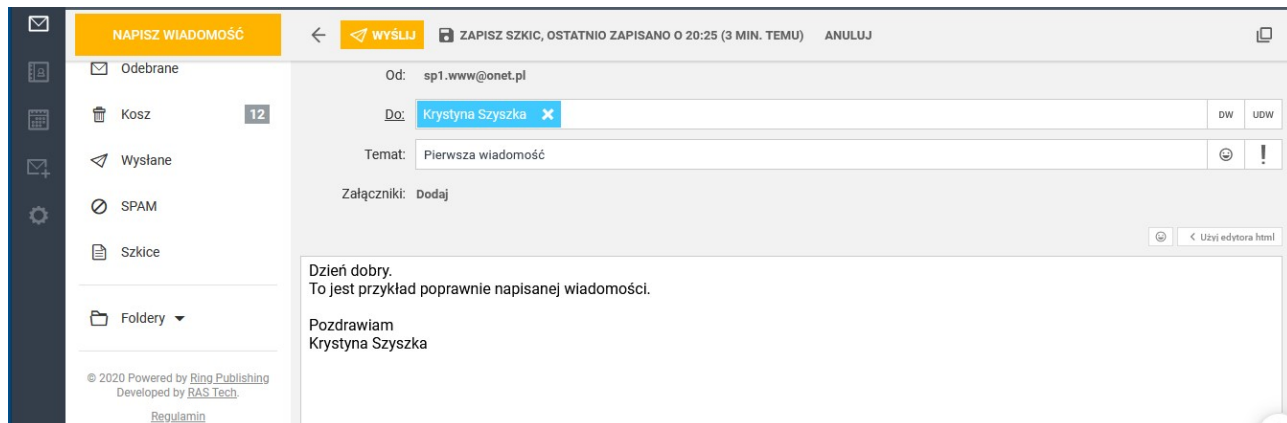 NAPISZ WIADOMOŚĆ
WYŚLIJ ZAPISZ SZKIC, OSTATNIO ZAPISANO O 20:25 (3 MIN. TEMU) ANULUJ
Odebrane
Kosz 12
Wysłane
SPAM
Szkice
Foldery
© 2020 Powered by Ring Publishing
Developed by RAS Tech.
Regulamin
Od: sp1.www@onet.pl
Do: Krystyna Szyszka DW UDW
Temat: Pierwsza wiadomość
Załączniki: Dodaj
Użyj edytora html
Dzień dobry.
To jest przykład poprawnie napisanej wiadomości.
Pozdrawiam
Krystyna Szyszka